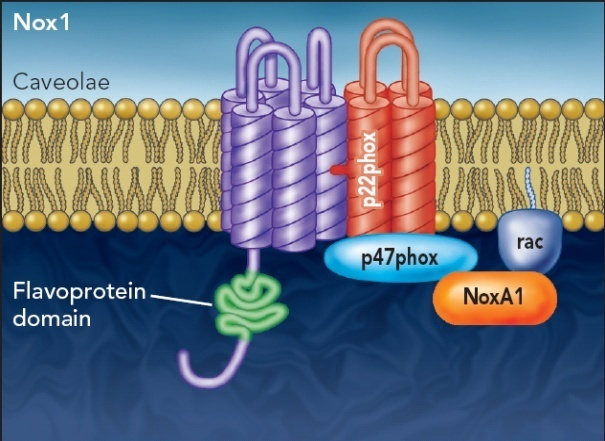 Nox1
Caveolae
p22phox
p47phox
rac
NoxA1
Flavoprotein
domain